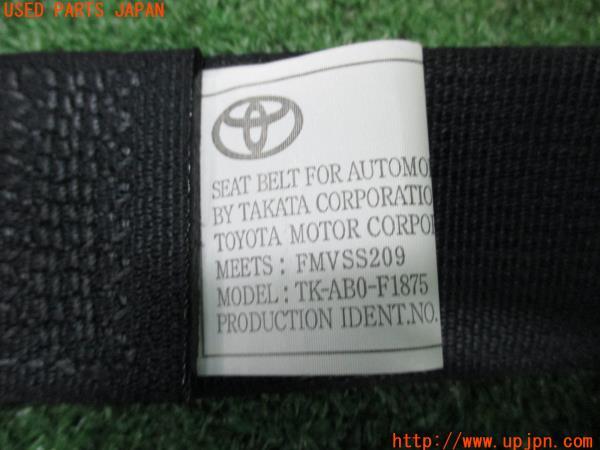 USED PARTS JAPAN
SEAT BELT FOR AUTOMO
BY TAKATA CORPORATIO
TOYOTA MOTOR CORPO
MEETS : FMVSS209
MODEL : TK-AB0-F1875
PRODUCTION IDENT.NO.
http://www.upjpn.com/